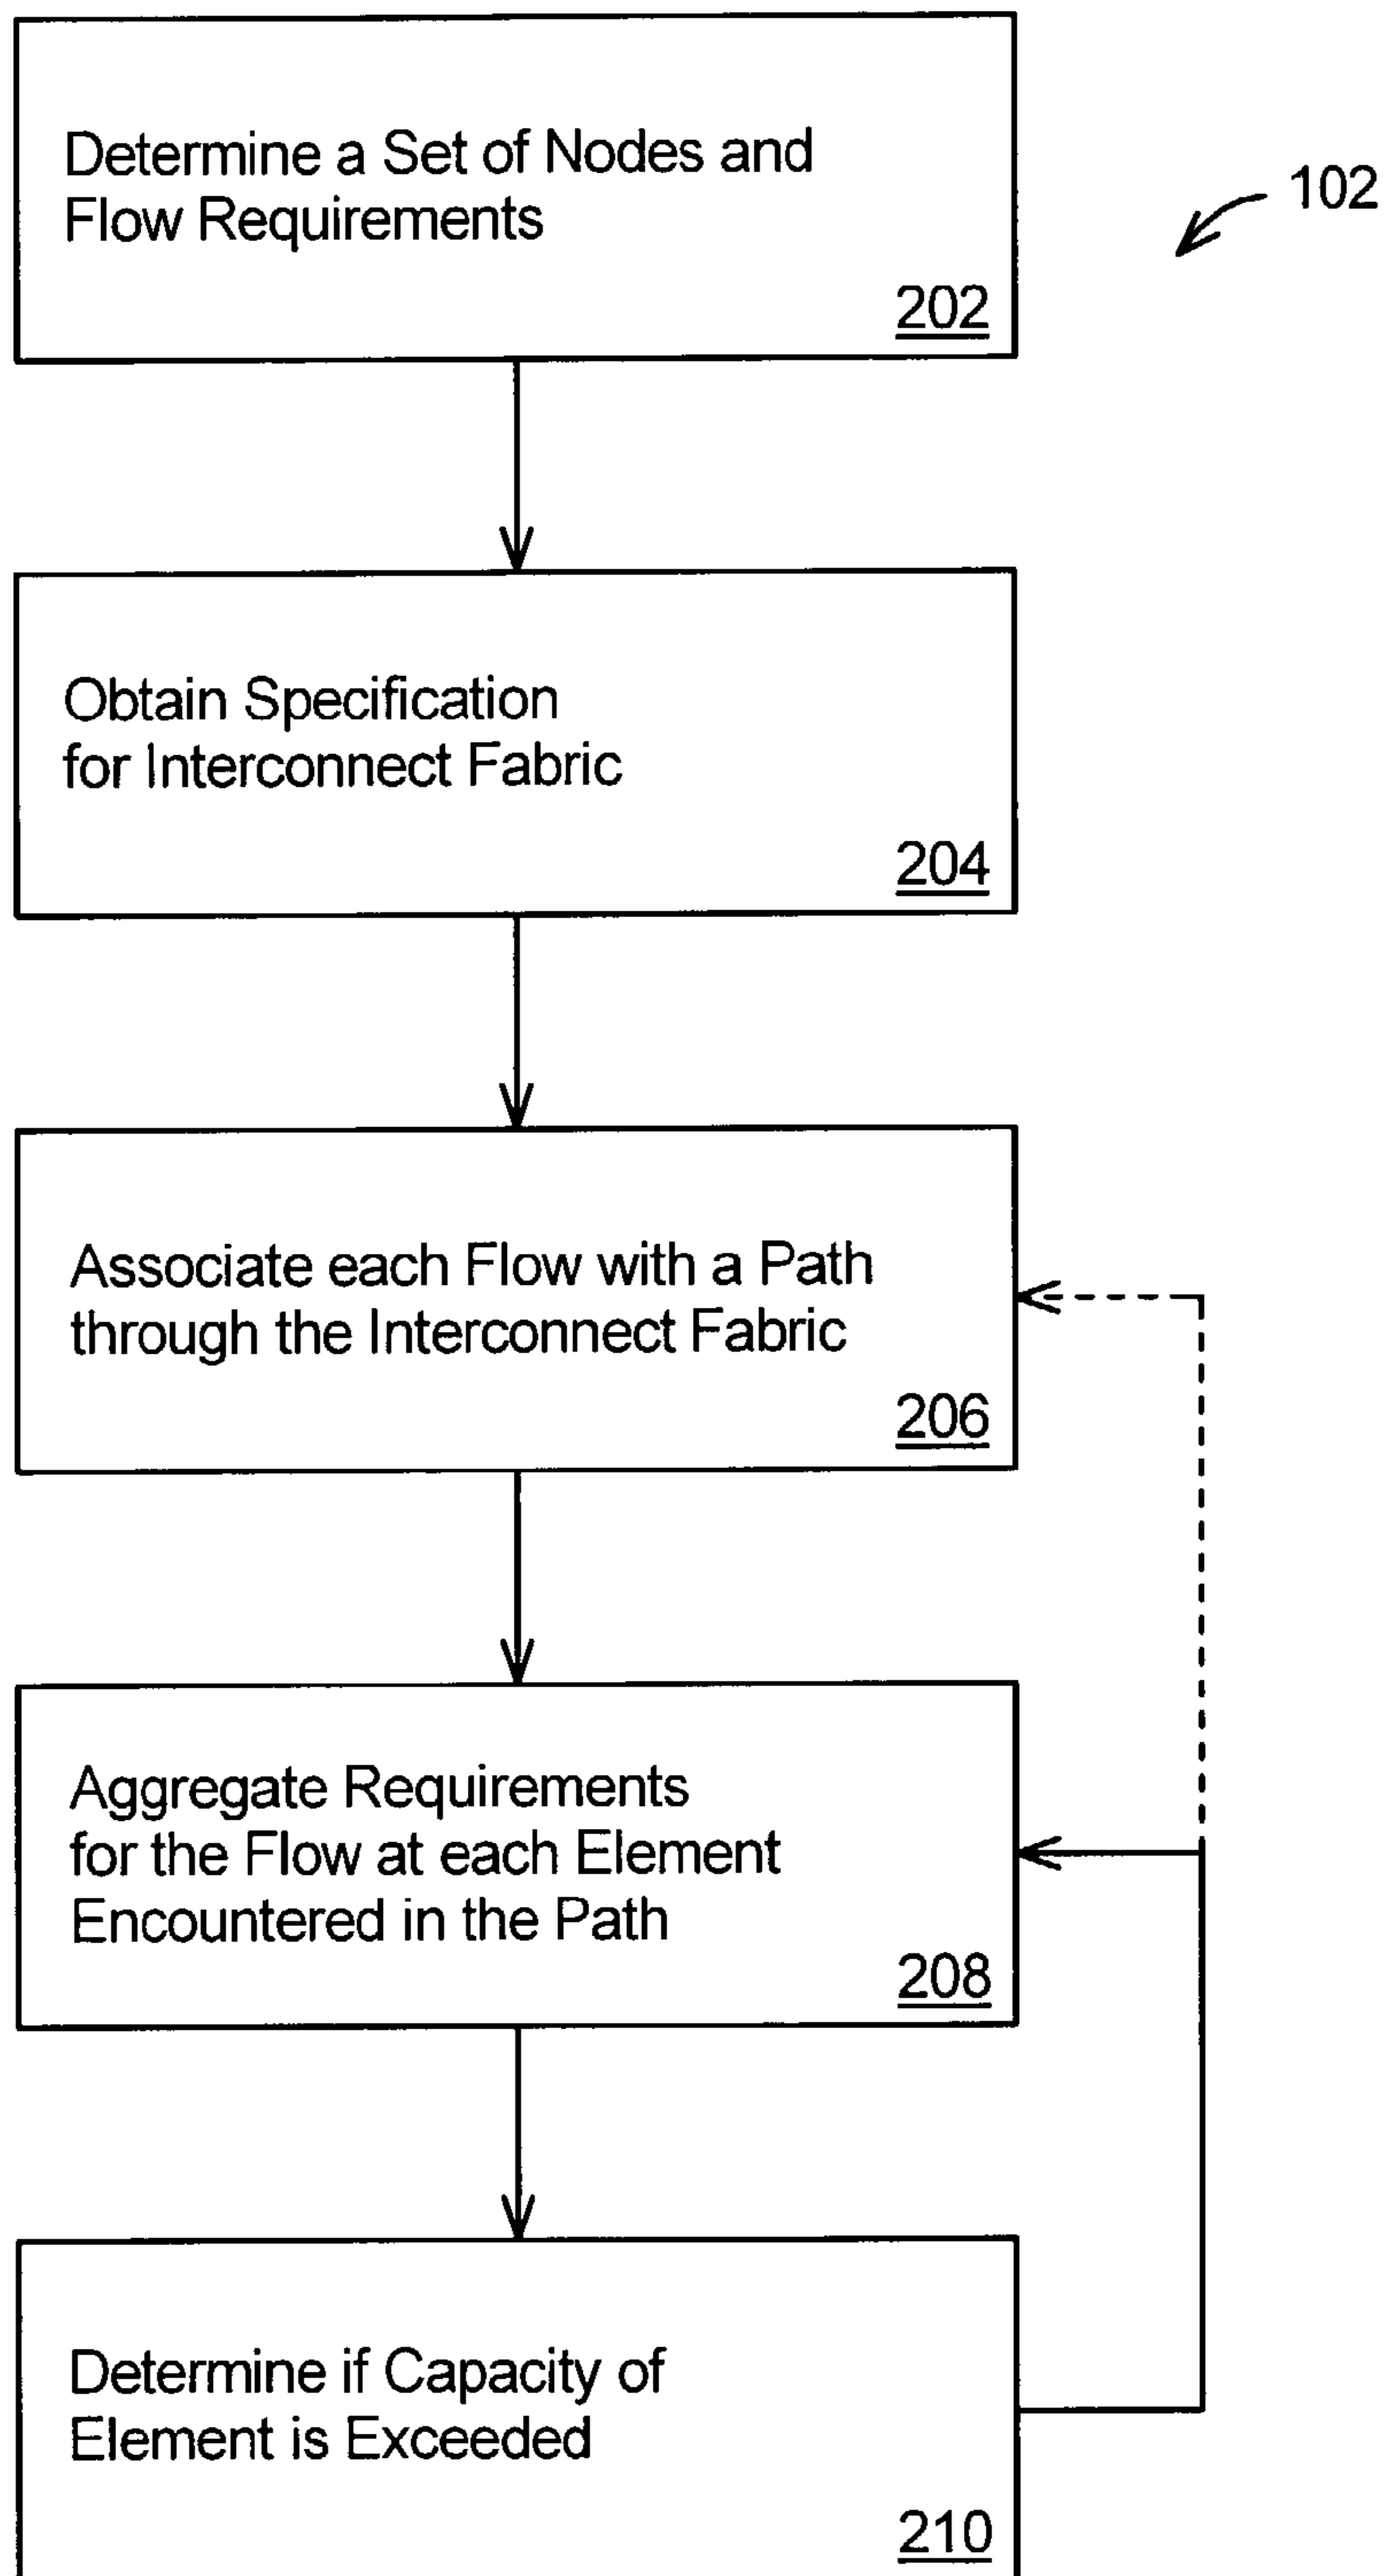 Determine a Set of Nodes and
Flow Requirements
202
102
Obtain Specification
for Interconnect Fabric
204
Associate each Flow with a Path
through the Interconnect Fabric
206
Aggregate Requirements
for the Flow at each Element
Encountered in the Path
208
Determine if Capacity of
Element is Exceeded
210